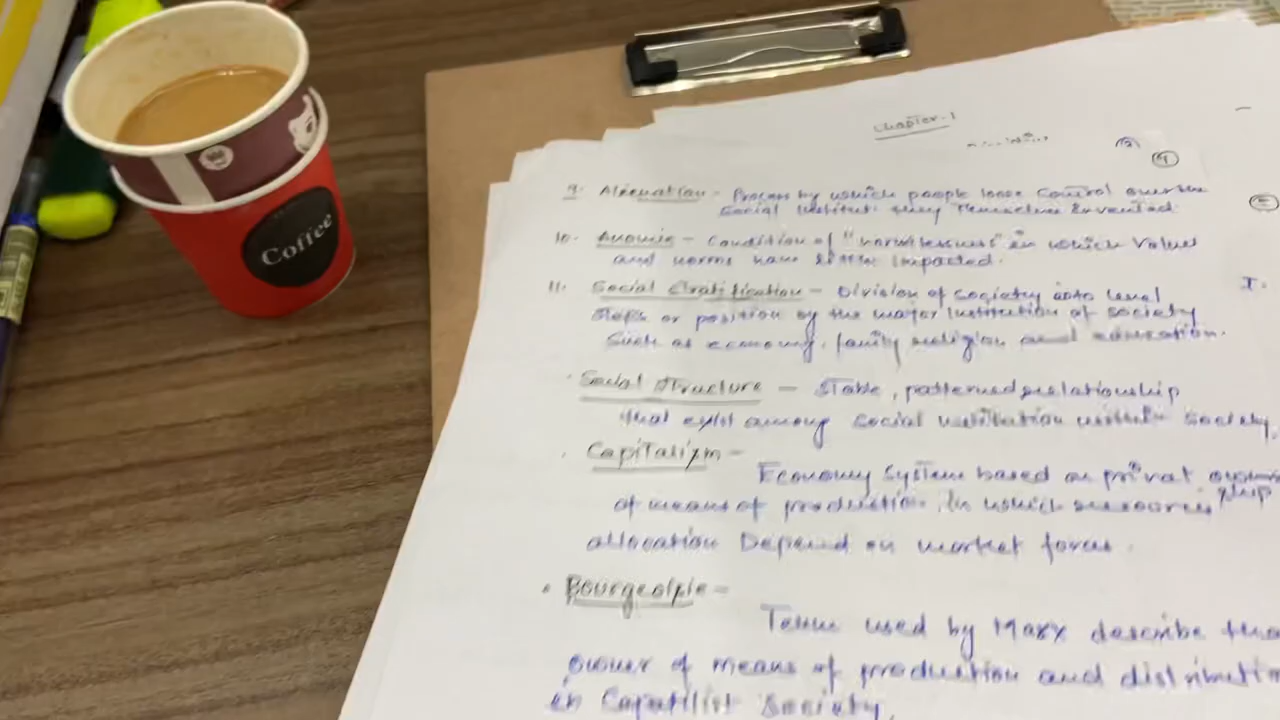 Coffee
Chapter-1
9. Alienation - Process by which people loose control over the
Social Institut. they Themselves Invented
10. Anomie - Condition of "normlessness" in which Values
and norms have impacted.
11. Social Stratification - Division of society into level
steps or position by the major Institution of society
Such as economy, family religion and education.
Social Structure - Stable, patterned relationship
that exist among social institution within society.
Capitalism -
Economy System based on privat owner
ship
of means of production, in which resources
allocation Depend on market forces.
Bourgeoisie -
Term used by Marx describe the
owner of means of production and distributi
in Capatilist Society.